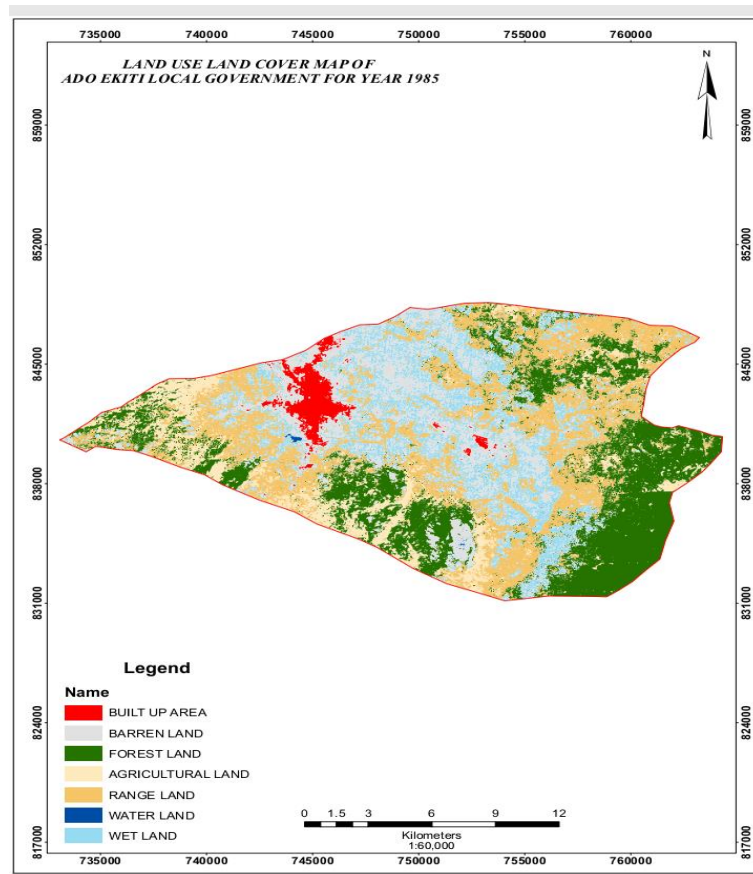 735000 740000 745000 750000 755000 760000
LAND USE LAND COVER MAP OF
ADO EKITI LOCAL GOVERNMENT FOR YEAR 1985
N
859000 859000
852000 852000
845000 845000
838000 838000
831000 831000
824000 824000
817000 817000
Legend
Name
BUILT UP AREA
BARREN LAND
FOREST LAND
AGRICULTURAL LAND
RANGE LAND
WATER LAND
WET LAND
0 1.5 3 6 9 12
Kilometers
1:60,000
735000 740000 745000 750000 755000 760000